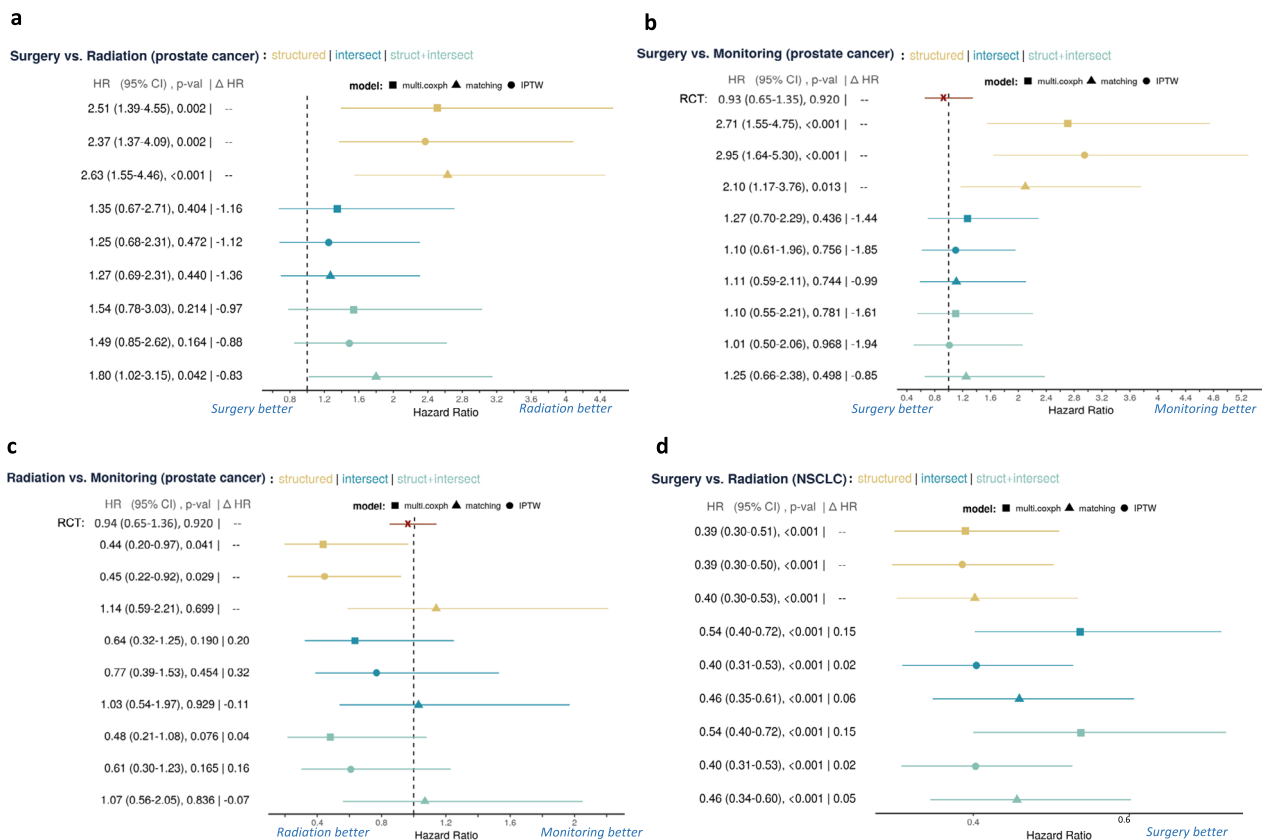 a
Surgery vs. Radiation (prostate cancer) : structured | intersect | struct+intersect
HR (95% CI) , p-val | Δ HR
model: multi.coxph matching IPTW
2.51 (1.39-4.55), 0.002 | --
2.37 (1.37-4.09), 0.002 | --
2.63 (1.55-4.46), <0.001 | --
1.35 (0.67-2.71), 0.404 | -1.16
1.25 (0.68-2.31), 0.472 | -1.12
1.27 (0.69-2.31), 0.440 | -1.36
1.54 (0.78-3.03), 0.214 | -0.97
1.49 (0.85-2.62), 0.164 | -0.88
1.80 (1.02-3.15), 0.042 | -0.83
0.8 1.2 2 2.4 3.2 3.6 4.4
Surgery better Hazard Ratio Radiation better
b
Surgery vs. Monitoring (prostate cancer) : structured | intersect | struct+intersect
HR (95% CI) , p-val | Δ HR
model: multi.coxph matching IPTW
RCT: 0.93 (0.65-1.35), 0.920 | --
2.71 (1.55-4.75), <0.001 | --
2.95 (1.64-5.30), <0.001 | --
2.10 (1.17-3.76), 0.013 | --
1.27 (0.70-2.29), 0.436 | -1.44
1.10 (0.61-1.96), 0.756 | -1.85
1.11 (0.59-2.11), 0.744 | -0.99
1.10 (0.55-2.21), 0.781 | -1.61
1.01 (0.50-2.06), 0.968 | -1.94
1.25 (0.66-2.38), 0.498 | -0.85
0.4 0.8 1.2 1.6 2 2.4 2.8 3.2 3.6 4 4.4 4.8 5.2
Surgery better Hazard Ratio Monitoring better
c
Radiation vs. Monitoring (prostate cancer) : structured | intersect | struct+intersect
HR (95% CI) , p-val | Δ HR
model: multi.coxph matching IPTW
RCT: 0.94 (0.65-1.36), 0.920 | --
0.44 (0.20-0.97), 0.041 | --
0.45 (0.22-0.92), 0.029 | --
1.14 (0.59-2.21), 0.699 | --
0.64 (0.32-1.25), 0.190 | 0.20
0.77 (0.39-1.53), 0.454 | 0.32
1.03 (0.54-1.97), 0.929 | -0.11
0.48 (0.21-1.08), 0.076 | 0.04
0.61 (0.30-1.23), 0.165 | 0.16
1.07 (0.56-2.05), 0.836 | -0.07
0.4 0.8 1.2 1.6 2
Radiation better Hazard Ratio Monitoring better
d
Surgery vs. Radiation (NSCLC) : structured | intersect | struct+intersect
HR (95% CI) , p-val | Δ HR
model: multi.coxph matching IPTW
0.39 (0.30-0.51), <0.001 | --
0.39 (0.30-0.50), <0.001 | --
0.40 (0.30-0.53), <0.001 | --
0.54 (0.40-0.72), <0.001 | 0.15
0.40 (0.31-0.53), <0.001 | 0.02
0.46 (0.35-0.61), <0.001 | 0.06
0.54 (0.40-0.72), <0.001 | 0.15
0.40 (0.31-0.53), <0.001 | 0.02
0.46 (0.34-0.60), <0.001 | 0.05
0.4 0.6
Hazard Ratio Surgery better